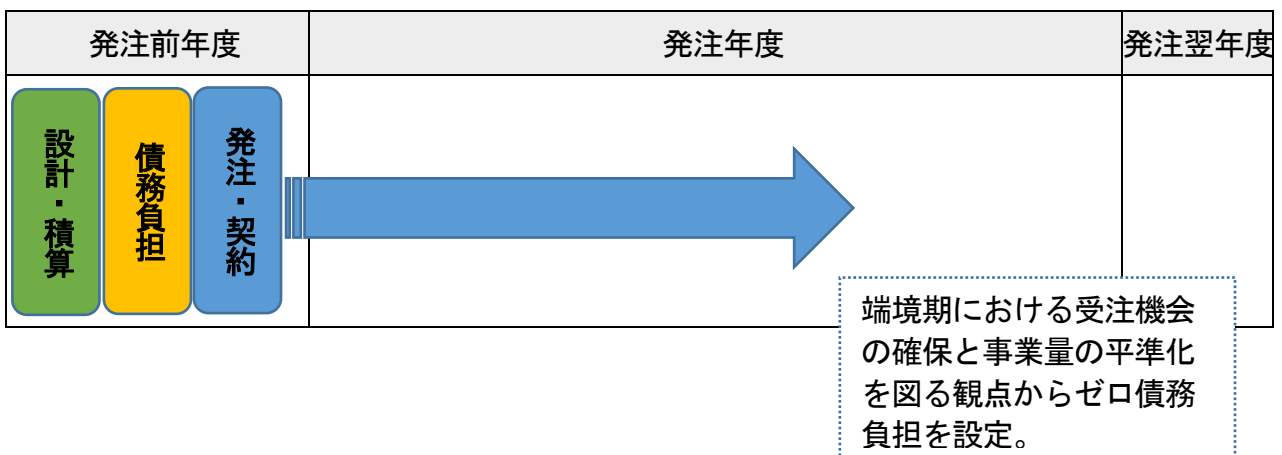 発注前年度
発注年度
発注翌年度
設計・積算
債務負担
発注・契約
端境期における受注機会
の確保と事業量の平準化
を図る観点からゼロ債務
負担を設定。